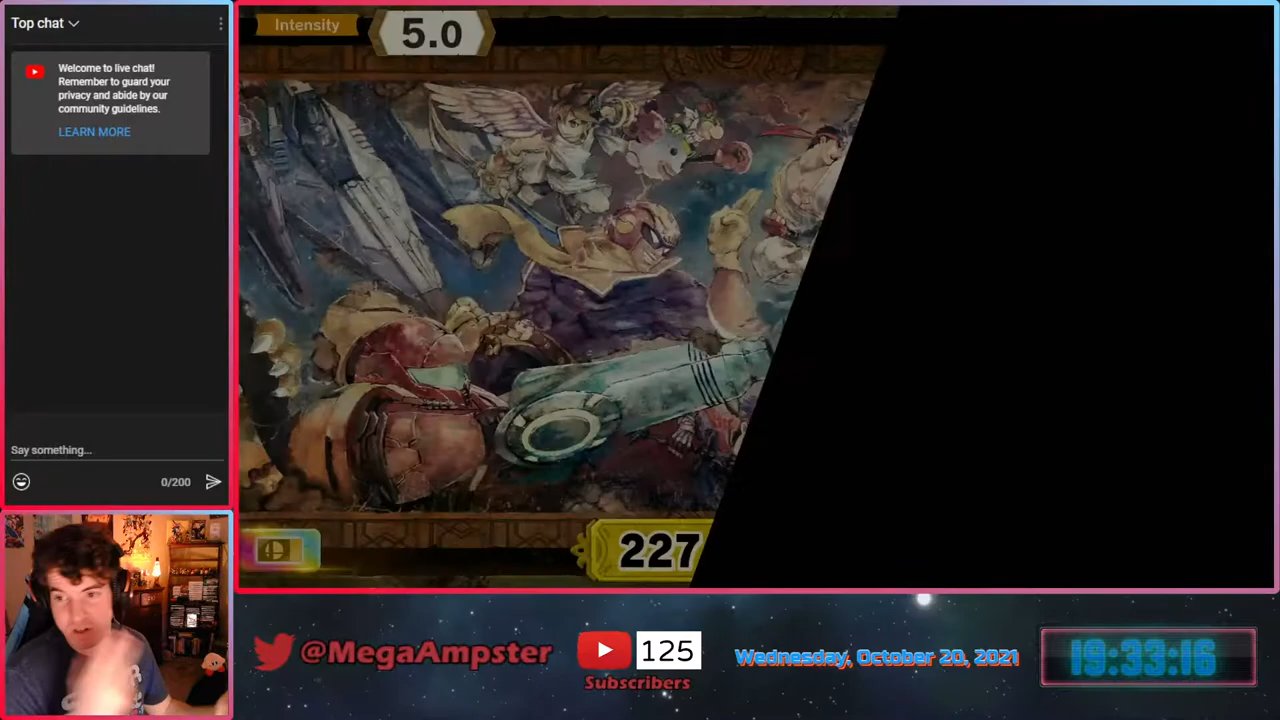 Top chat
Welcome to live chat!
Remember to guard your
privacy and abide by our
community guidelines.
LEARN MORE
Say something...
0/200
Intensity
5.0
227
@MegaAmpster
125
Subscribers
Wednesday, October 20, 2021
19:33:16